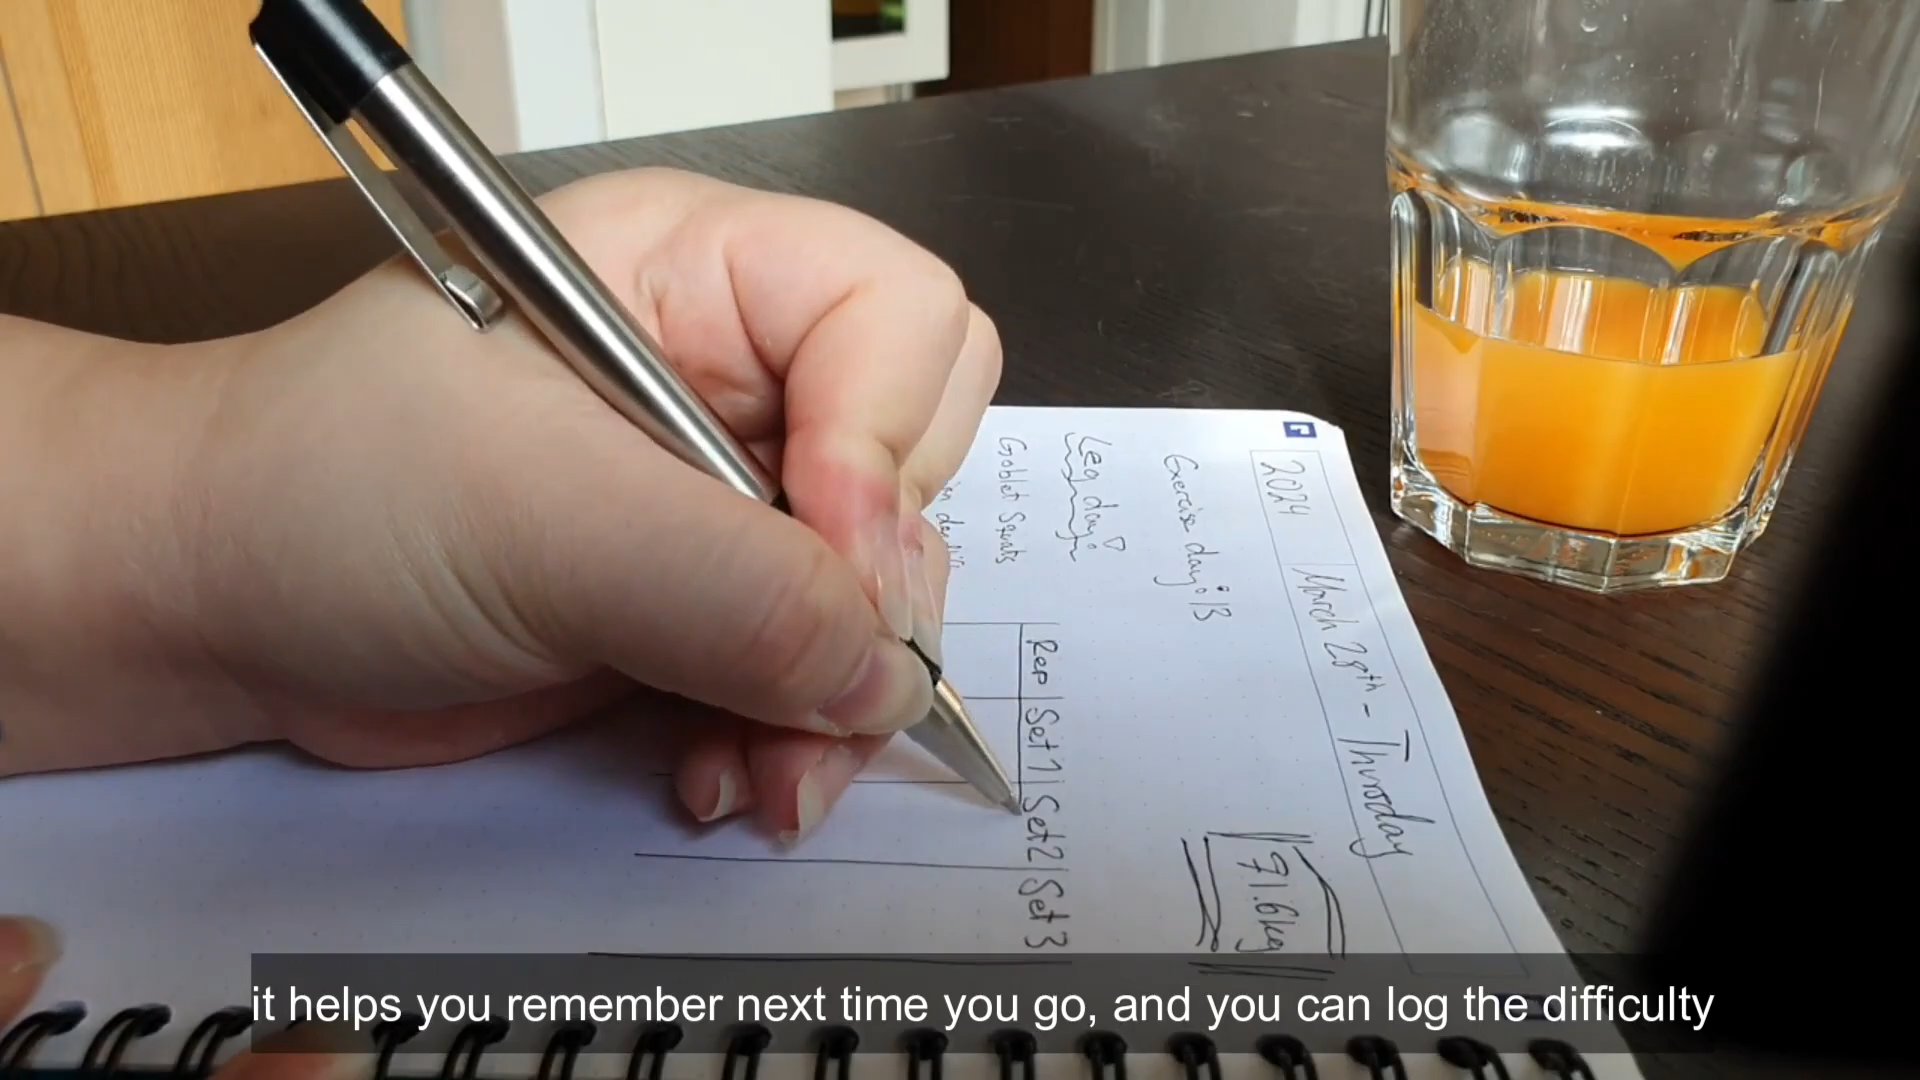 2024 March 28th - Thursday
Exercise day: 13
71.6kg
Leg day!
Rep Set 1 Set 2 Set 3
Goblet Squats
it helps you remember next time you go, and you can log the difficulty